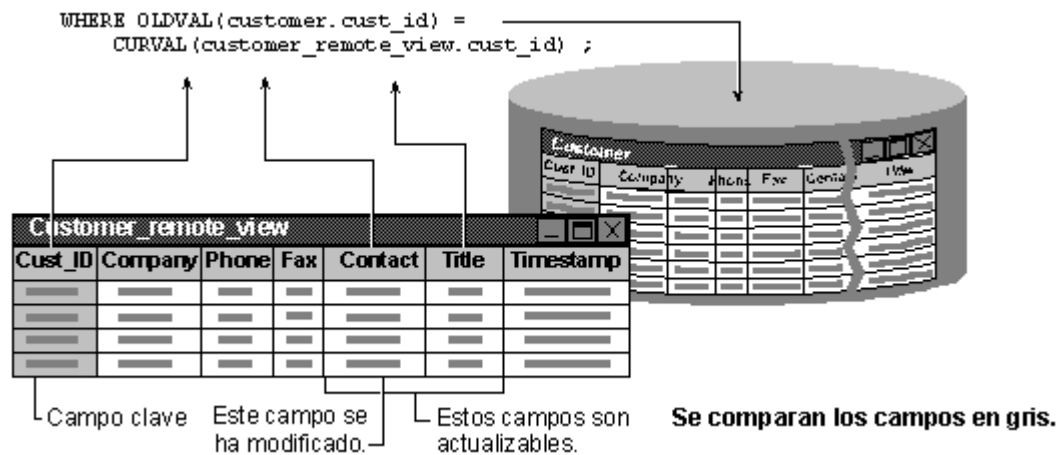 WHERE OLDVAL(customer.cust_id) =
CURVAL(customer_remote_view.cust_id) ;
Customer
Cust_ID Company Phone Fax Contact Title
Customer_remote_view
Cust_ID Company Phone Fax Contact Title Timestamp
Campo clave
Este campo se
ha modificado.
Estos campos son
actualizables.
Se comparan los campos en gris.